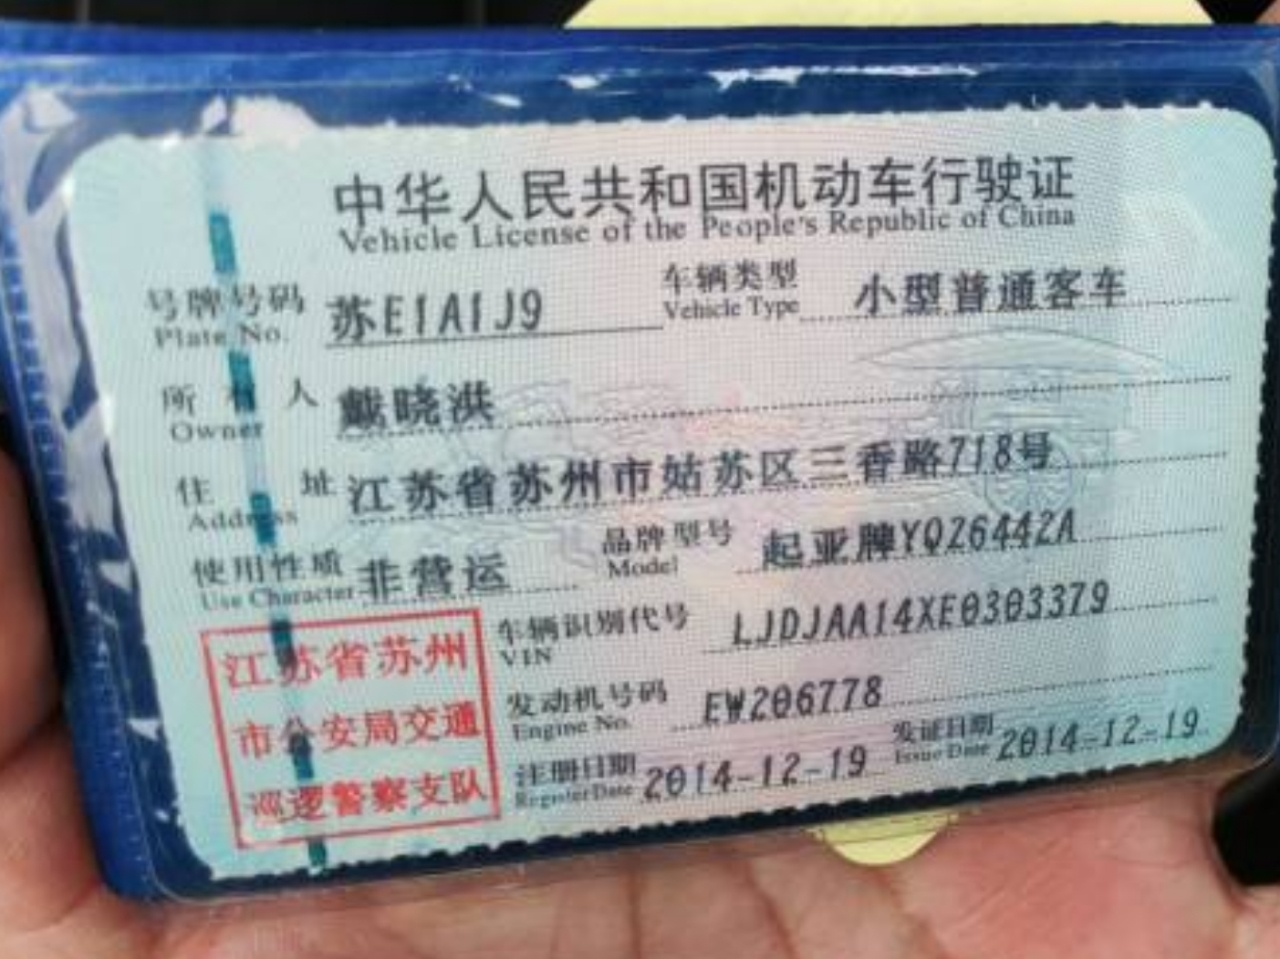 中华人民共和国机动车行驶证
Vehicle License of the People's Republic of China
号牌号码 苏E1A1J9 车辆类型 小型普通客车
Plate No. Vehicle Type
所有人 戴晓洪
Owner
住址 江苏省苏州市姑苏区三香路718号
Address
使用性质 非营运 品牌型号 起亚牌YQZ6442A
Use Character Model
车辆识别代号 LJDJAA14XE0303379
VIN
发动机号码 EW206778
Engine No.
注册日期 2014-12-19 发证日期 2014-12-19
Register Date Issue Date
江苏省苏州
市公安局交通
巡逻警察支队